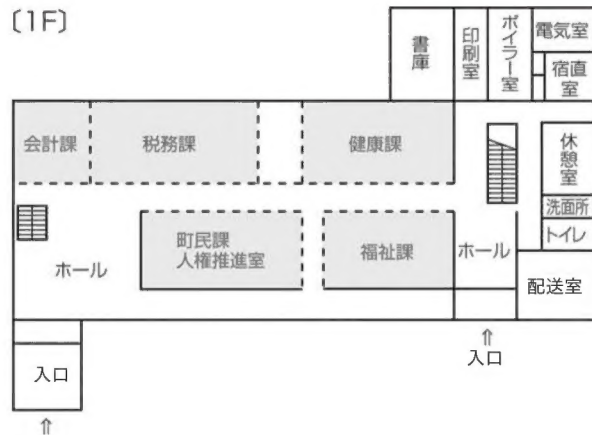 〔1F〕
書庫
印刷室
ボイラー室
電気室
宿直室
会計課
税務課
健康課
休憩室
洗面所
トイレ
町民課
人権推進室
福祉課
ホール
ホール
配送室
入口
⇑
入口
⇑